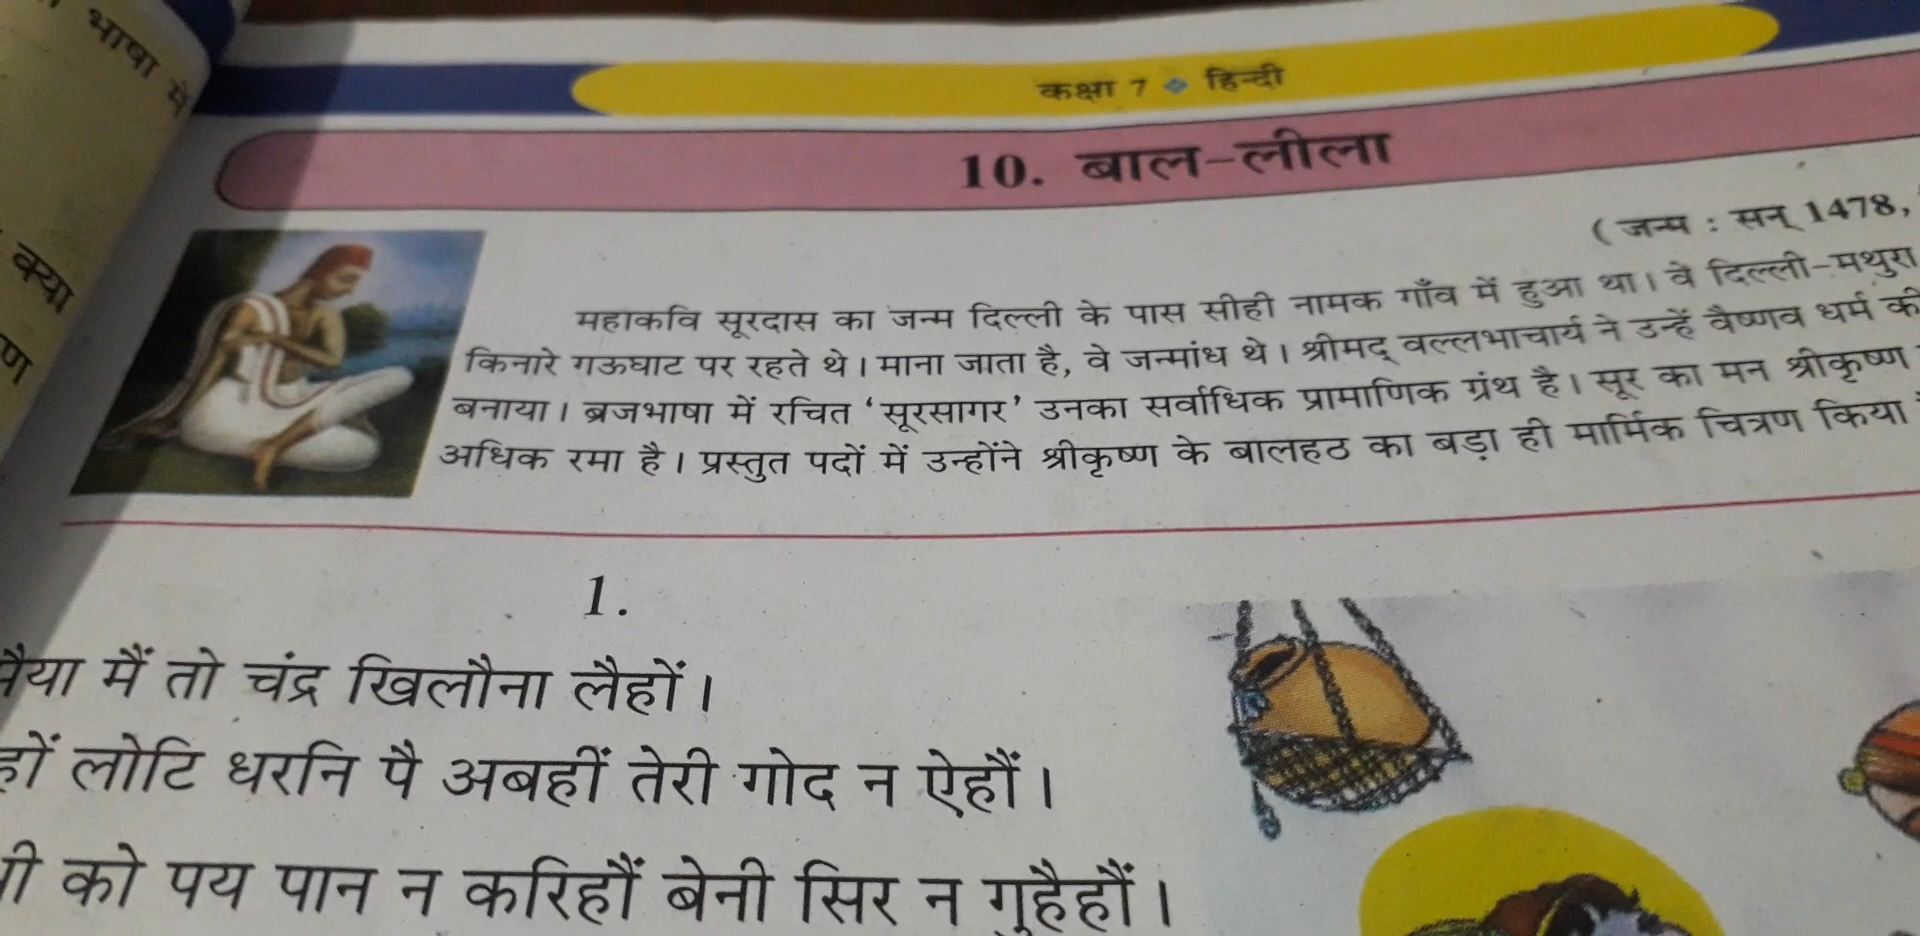 भाषा में
क्या
कक्षा 7 ❖ हिन्दी
10. बाल-लीला
( जन्म : सन् 1478,
महाकवि सूरदास का जन्म दिल्ली के पास सीही नामक गाँव में हुआ था। वे दिल्ली-मथुरा
किनारे गऊघाट पर रहते थे। माना जाता है, वे जन्मांध थे। श्रीमद् वल्लभाचार्य ने उन्हें वैष्णव धर्म की
बनाया। ब्रजभाषा में रचित ‘सूरसागर’ उनका सर्वाधिक प्रामाणिक ग्रंथ है। सूर का मन श्रीकृष्ण
अधिक रमा है। प्रस्तुत पदों में उन्होंने श्रीकृष्ण के बालहठ का बड़ा ही मार्मिक चित्रण किया
1.
मैया मैं तो चंद्र खिलौना लैहों।
लोटि धरनि पै अबहीं तेरी गोद न ऐहौं।
को पय पान न करिहौं बेनी सिर न गुहैहौं।